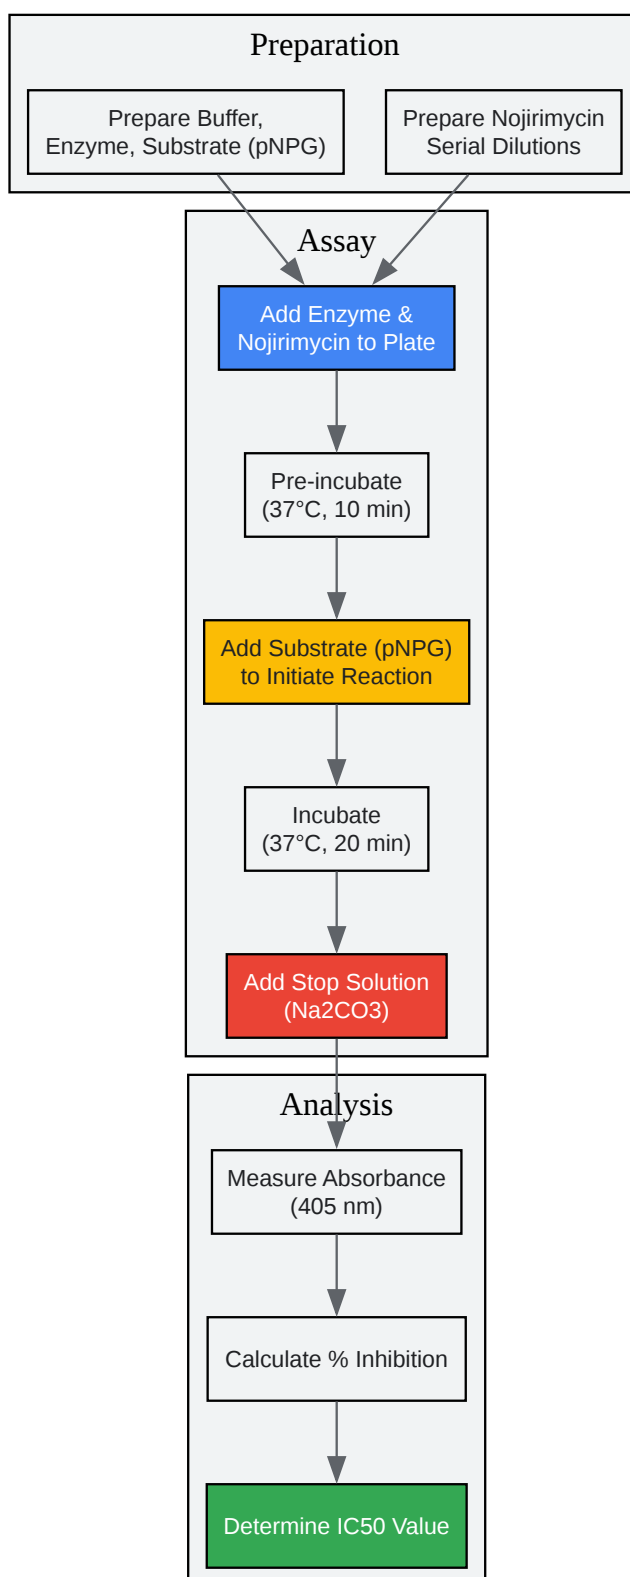 Preparation
Prepare Buffer,
Enzyme, Substrate (pNPG)
Prepare Nojirimycin
Serial Dilutions
Assay
Add Enzyme &
Nojirimycin to Plate
Pre-incubate
(37°C, 10 min)
Add Substrate (pNPG)
to Initiate Reaction
Incubate
(37°C, 20 min)
Add Stop Solution
(Na2CO3)
Analysis
Measure Absorbance
(405 nm)
Calculate % Inhibition
Determine IC50 Value